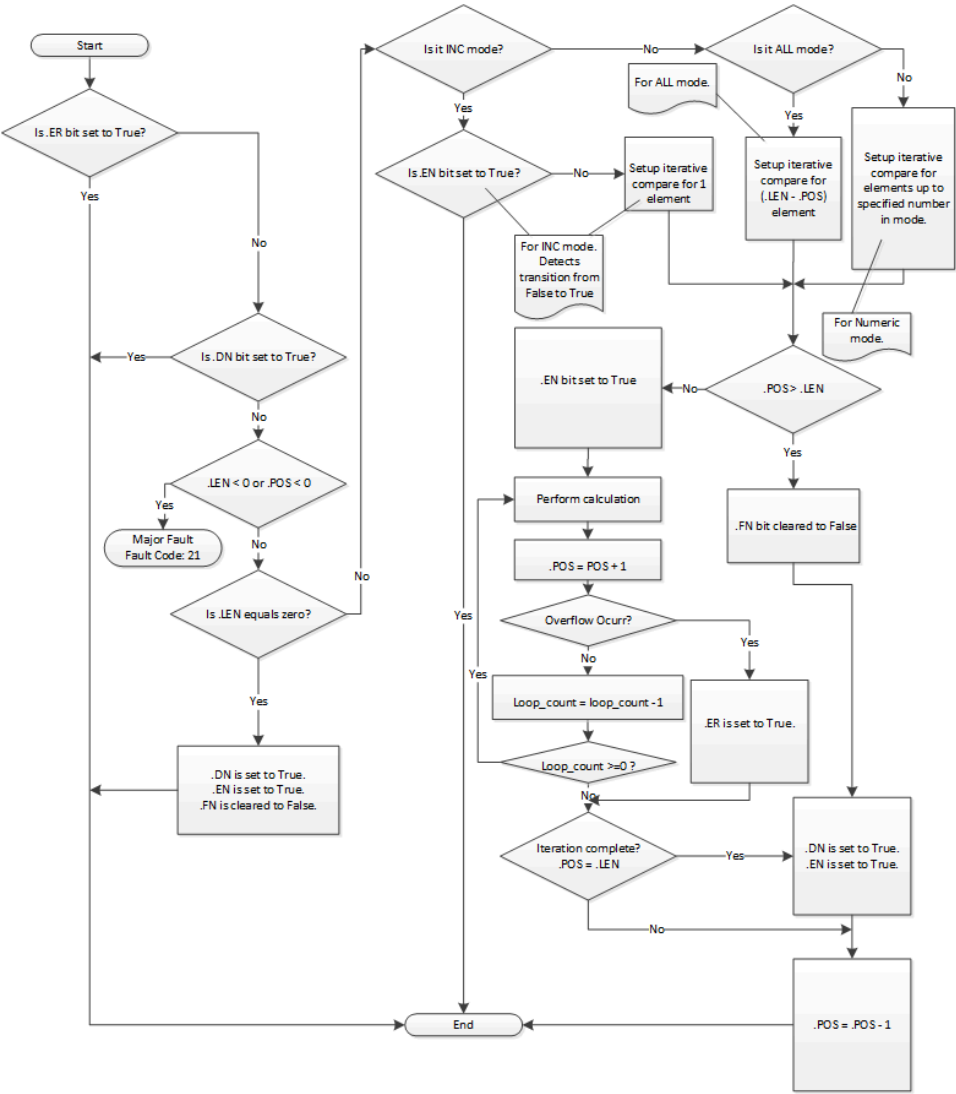 Start
Is .ER bit set to True?
Yes
No
Is .DN bit set to True?
Yes
No
.LEN < 0 or .POS < 0
Yes
Major Fault
Fault Code: 21
No
Is .LEN equals zero?
No
Yes
.DN is set to True.
.EN is set to True.
.FN is cleared to False.
Is it INC mode?
No
Yes
Is it ALL mode?
No
Yes
For ALL mode.
Is .EN bit set to True?
No
Yes
Setup iterative
compare for 1
element
For INC mode.
Detects
transition from
False to True
Setup iterative
compare for
(.LEN - .POS)
element
Setup iterative
compare for
elements up to
specified number
in mode.
For Numeric
mode.
.POS> .LEN
No
Yes
.EN bit set to True
.FN bit cleared to False
Perform calculation
.POS = POS + 1
Overflow Ocurr?
Yes
No
Loop_count = loop_count -1
.ER is set to True.
Loop_count >=0 ?
Yes
No
Iteration complete?
.POS = .LEN
Yes
No
.DN is set to True.
.EN is set to True.
.POS = .POS - 1
End